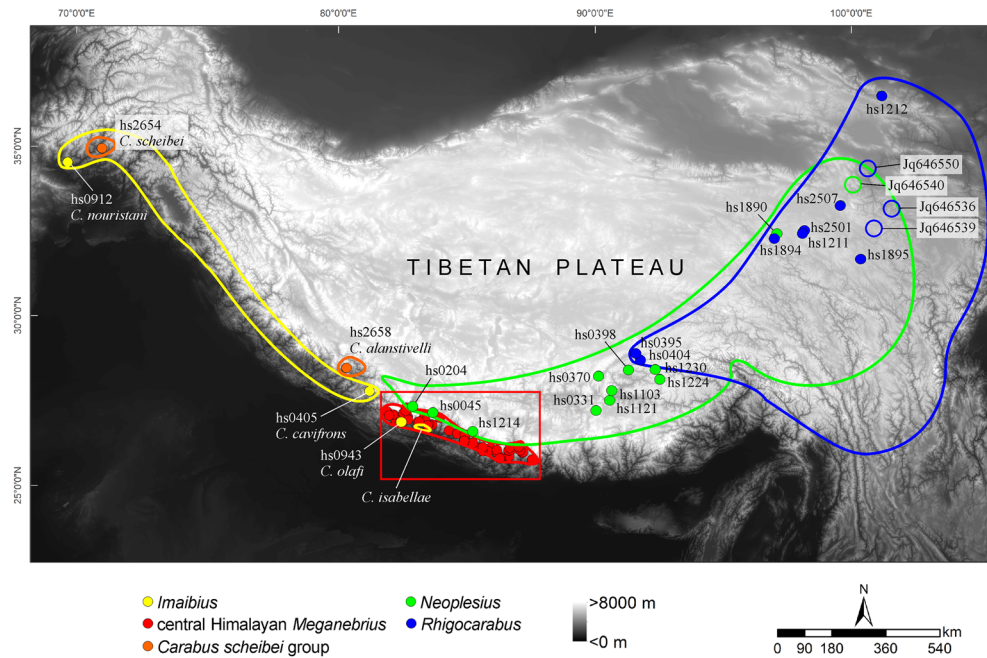 70°0'0"E 80°0'0"E 90°0'0"E 100°0'0"E
35°0'0"N
30°0'0"N
25°0'0"N
hs2654
C. scheibei
hs0912
C. nouristani
hs1212
Jq646550
Jq646540
Jq646536
Jq646539
hs2507
hs1890
hs2501
hs1211
hs1894
hs1895
TIBETAN PLATEAU
hs2658
C. alanstivelli
hs0398
hs0395
hs0404
hs1230
hs1224
hs0370
hs1103
hs0331
hs1121
hs0204
hs0045
hs1214
hs0405
C. cavifrons
hs0943
C. olafi
C. isabellae
Imaibius
central Himalayan Meganebrius
Carabus scheibei group
Neoplesius
Rhigocarabus
>8000 m
<0 m
N
km
0 90 180 360 540